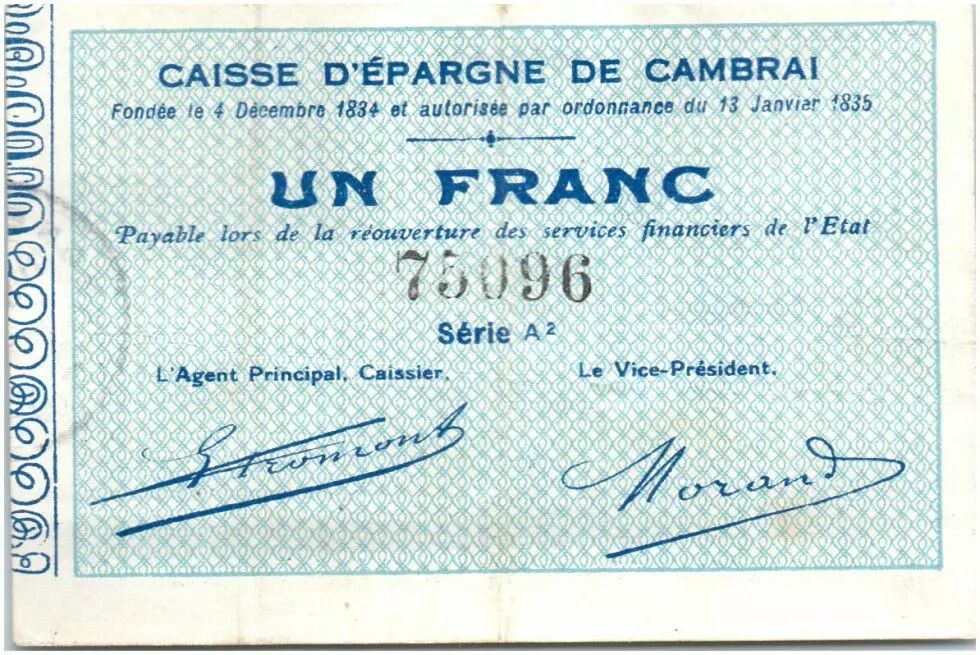 CAISSE D'ÉPARGNE DE CAMBRAI
Fondée le 4 Décembre 1834 et autorisée par ordonnance du 13 Janvier 1835
UN FRANC
Payable lors de la réouverture des services financiers de l'Etat
75096
Série A²
L'Agent Principal, Caissier, Le Vice-Président,
Morand